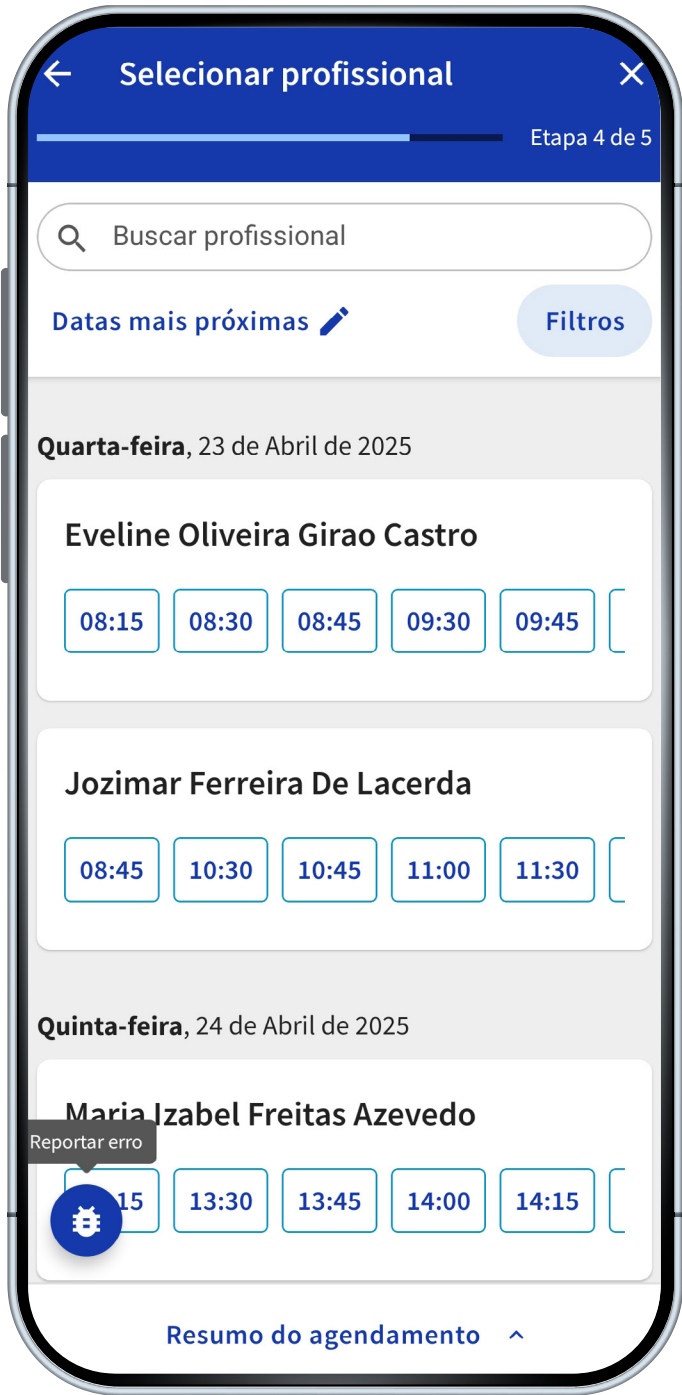 Selecionar profissional
Etapa 4 de 5
Buscar profissional
Datas mais próximas
Filtros
Quarta-feira, 23 de Abril de 2025
Eveline Oliveira Girao Castro
08:15 08:30 08:45 09:30 09:45
Jozimar Ferreira De Lacerda
08:45 10:30 10:45 11:00 11:30
Quinta-feira, 24 de Abril de 2025
Maria Izabel Freitas Azevedo
Reportar erro
15 13:30 13:45 14:00 14:15
Resumo do agendamento